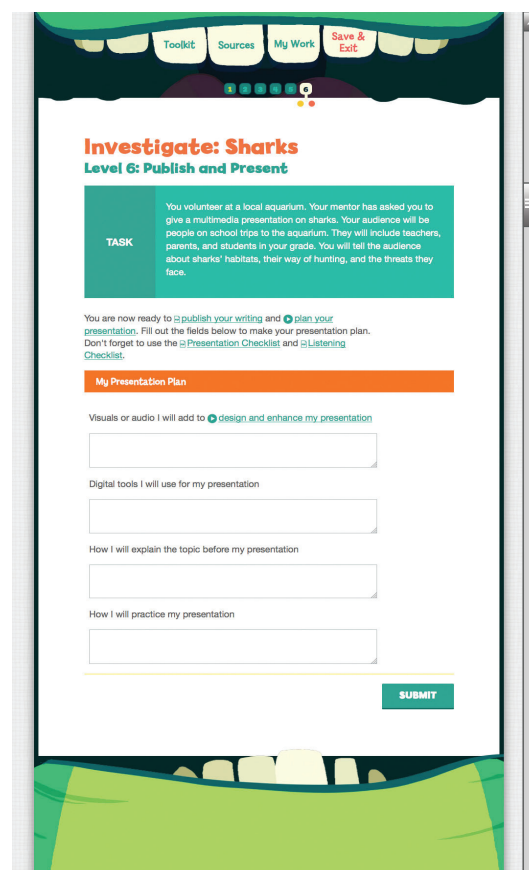 Toolkit
Sources
My Work
Save &
Exit
1 2 3 4 5 6
Investigate: Sharks
Level 6: Publish and Present
TASK
You volunteer at a local aquarium. Your mentor has asked you to
give a multimedia presentation on sharks. Your audience will be
people on school trips to the aquarium. They will include teachers,
parents, and students in your grade. You will tell the audience
about sharks' habitats, their way of hunting, and the threats they
face.
You are now ready to publish your writing and plan your
presentation. Fill out the fields below to make your presentation plan.
Don't forget to use the Presentation Checklist and Listening
Checklist.
My Presentation Plan
Visuals or audio I will add to design and enhance my presentation
Digital tools I will use for my presentation
How I will explain the topic before my presentation
How I will practice my presentation
SUBMIT